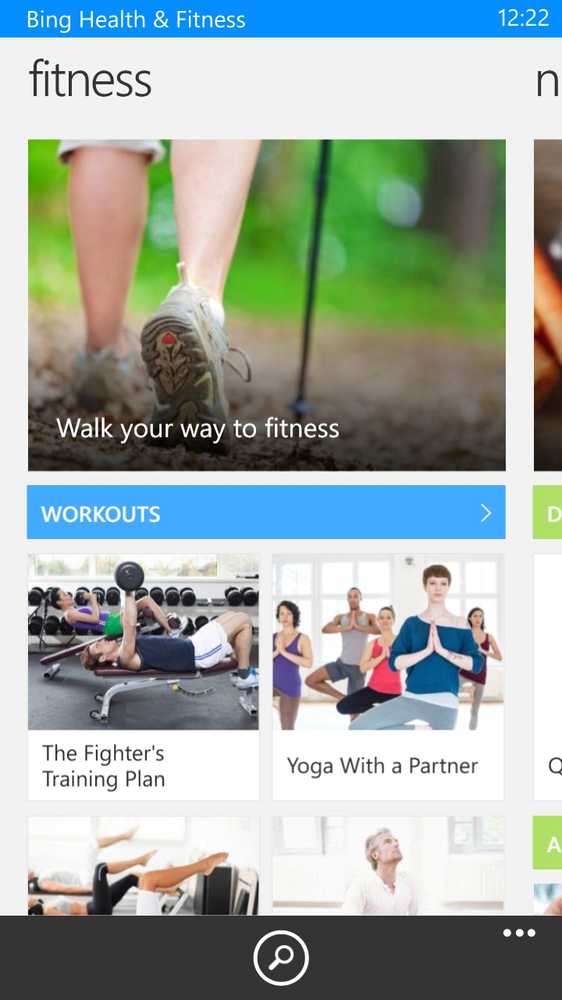 Bing Health & Fitness
12:22
fitness
n
Walk your way to fitness
WORKOUTS
D
The Fighter's
Training Plan
Yoga With a Partner
Q
A